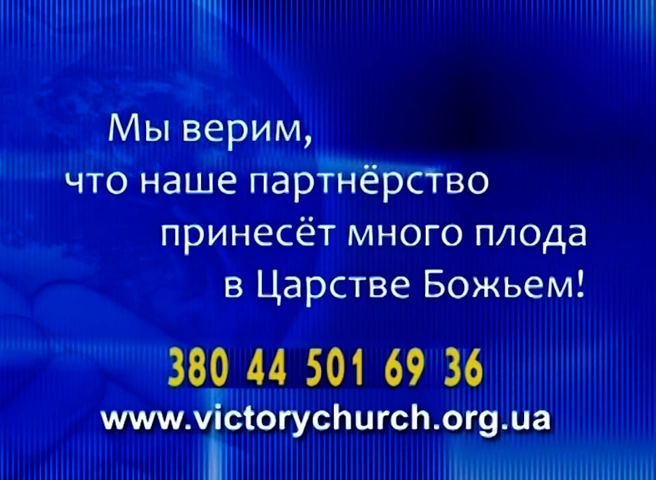 Мы верим,
что наше партнёрство
принесёт много плода
в Царстве Божьем!
380 44 501 69 36
www.victorychurch.org.ua